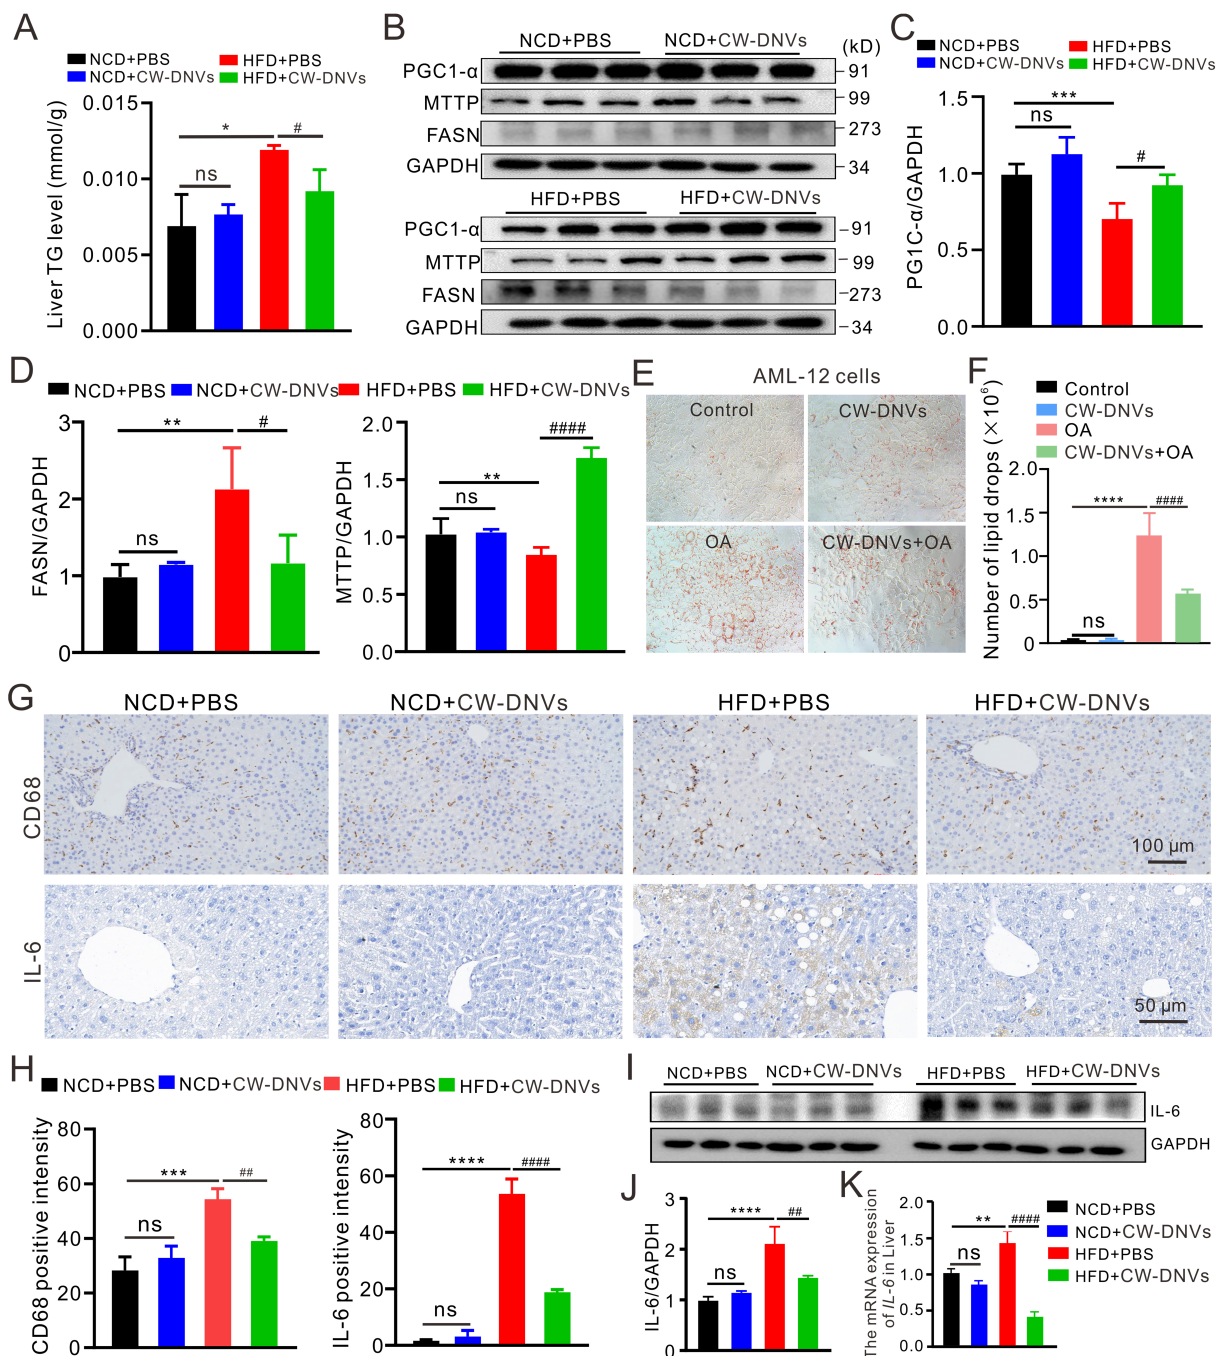 A
NCD+PBS HFD+PBS
NCD+CW-DNVs HFD+CW-DNVs
Liver TG level (mmol/g)
0.015
0.010
0.005
0.000
*
#
ns
B
NCD+PBS NCD+CW-DNVs (kD)
PGC1-α 91
MTTP 99
FASN 273
GAPDH 34
HFD+PBS HFD+CW-DNVs
PGC1-α 91
MTTP 99
FASN 273
GAPDH 34
C
NCD+PBS HFD+PBS
NCD+CW-DNVs HFD+CW-DNVs
PG1C-α/GAPDH
1.5
1.0
0.5
0.0
***
ns
#
D
NCD+PBS NCD+CW-DNVs HFD+PBS HFD+CW-DNVs
FASN/GAPDH
3
2
1
0
**
#
ns
MTTP/GAPDH
2.0
1.5
1.0
0.5
0.0
####
**
ns
E
AML-12 cells
Control CW-DNVs
OA CW-DNVs+OA
F
Control
CW-DNVs
OA
CW-DNVs+OA
Number of lipid drops (×10⁶)
2.0
1.5
1.0
0.5
0
****
####
ns
G
NCD+PBS NCD+CW-DNVs HFD+PBS HFD+CW-DNVs
CD68
100 µm
IL-6
50 µm
H
NCD+PBS NCD+CW-DNVs HFD+PBS HFD+CW-DNVs
CD68 positive intensity
80
60
40
20
0
***
##
ns
IL-6 positive intensity
80
60
40
20
0
****
####
ns
I
NCD+PBS NCD+CW-DNVs HFD+PBS HFD+CW-DNVs
IL-6
GAPDH
J
IL-6/GAPDH
3
2
1
0
****
##
ns
K
The mRNA expression
of IL-6 in Liver
2.0
1.5
1.0
0.5
0.0
**
####
ns
NCD+PBS
NCD+CW-DNVs
HFD+PBS
HFD+CW-DNVs